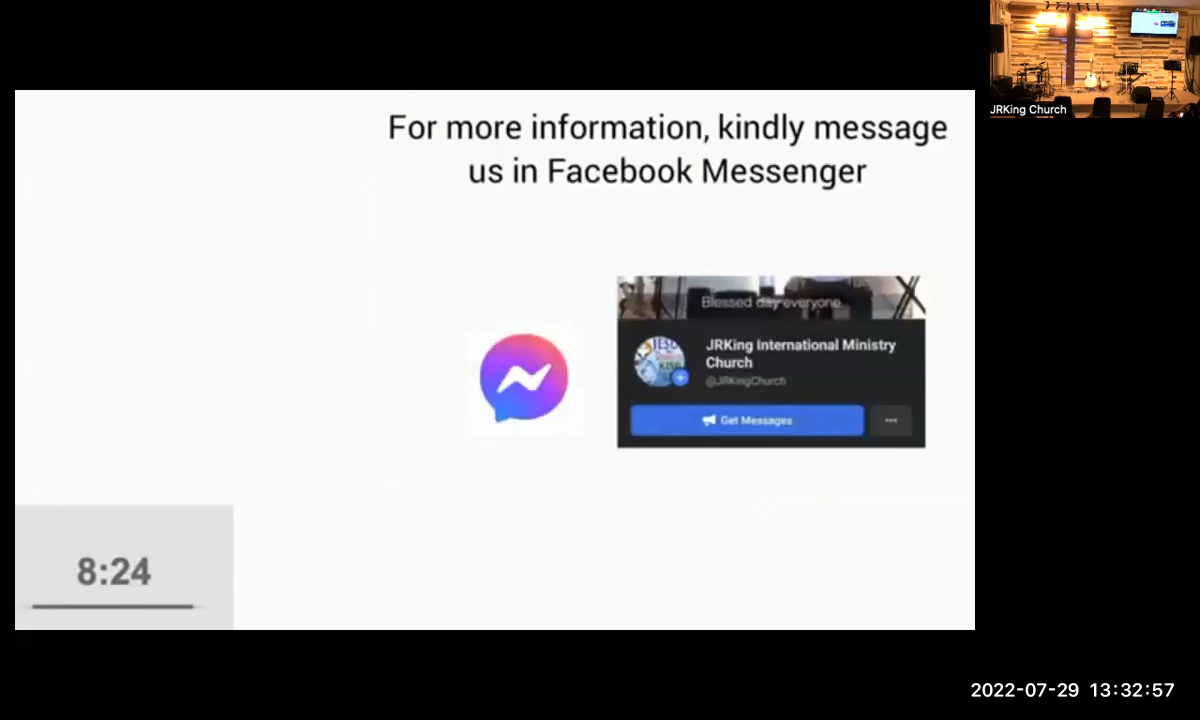 JRKing Church
For more information, kindly message
us in Facebook Messenger
Blessed day everyone
JRKing International Ministry
Church
@JRKingChurch
Get Messages
8:24
2022-07-29 13:32:57